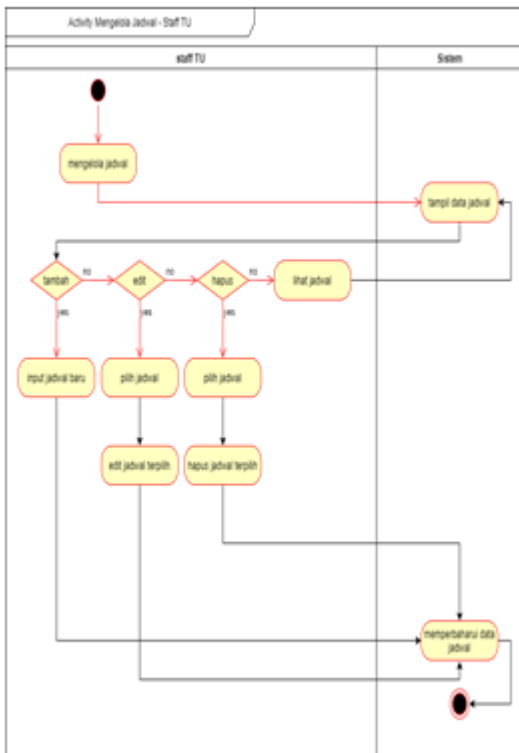 Activity Mengelola Jadwal - Staff TU
staff TU
Sistem
mengelola jadwal
tampil data jadwal
tambah
no
edit
no
hapus
no
lihat jadwal
yes
yes
yes
input jadwal baru
pilih jadwal
pilih jadwal
edit jadwal terpilih
hapus jadwal terpilih
memperbaharui data
jadwal